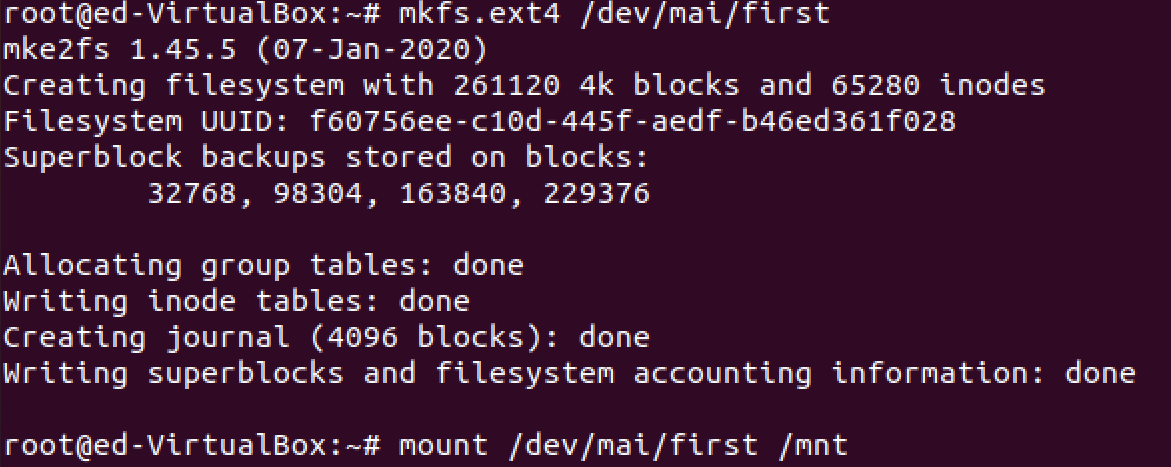 root@ed-VirtualBox:~# mkfs.ext4 /dev/mai/first
mke2fs 1.45.5 (07-Jan-2020)
Creating filesystem with 261120 4k blocks and 65280 inodes
Filesystem UUID: f60756ee-c10d-445f-aedf-b46ed361f028
Superblock backups stored on blocks:
        32768, 98304, 163840, 229376

Allocating group tables: done
Writing inode tables: done
Creating journal (4096 blocks): done
Writing superblocks and filesystem accounting information: done

root@ed-VirtualBox:~# mount /dev/mai/first /mnt